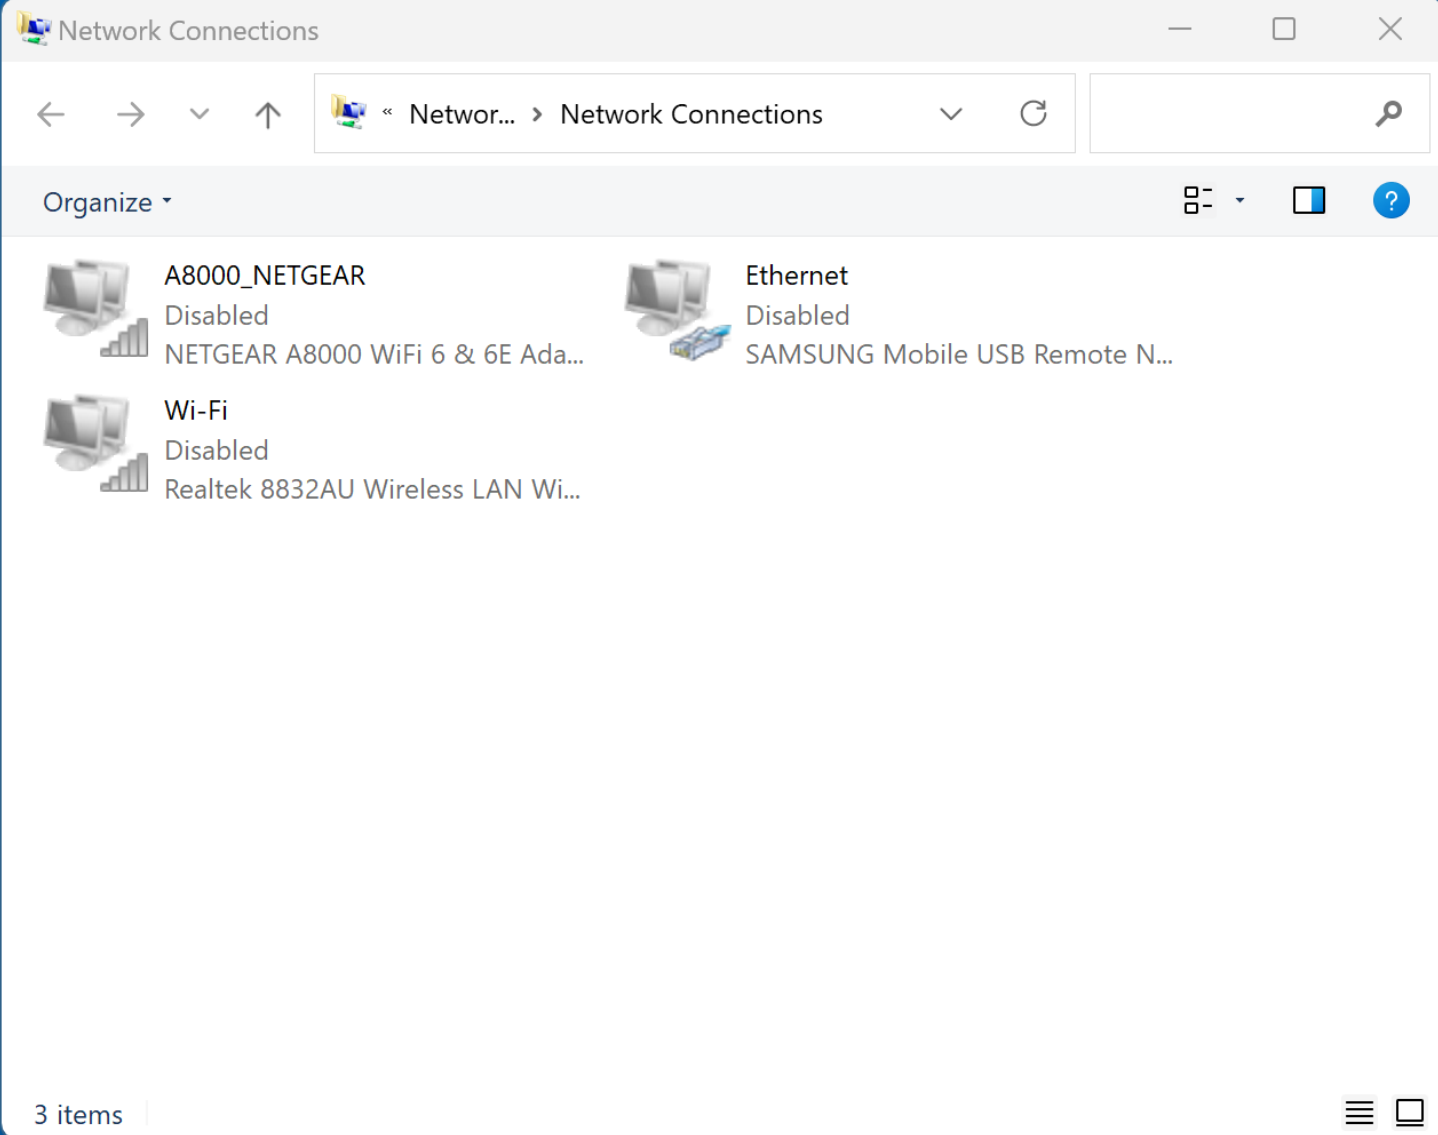 Network Connections
« Networ... > Network Connections
Organize
?
A8000_NETGEAR
Disabled
NETGEAR A8000 WiFi 6 & 6E Ada...
Ethernet
Disabled
SAMSUNG Mobile USB Remote N...
Wi-Fi
Disabled
Realtek 8832AU Wireless LAN Wi...
3 items